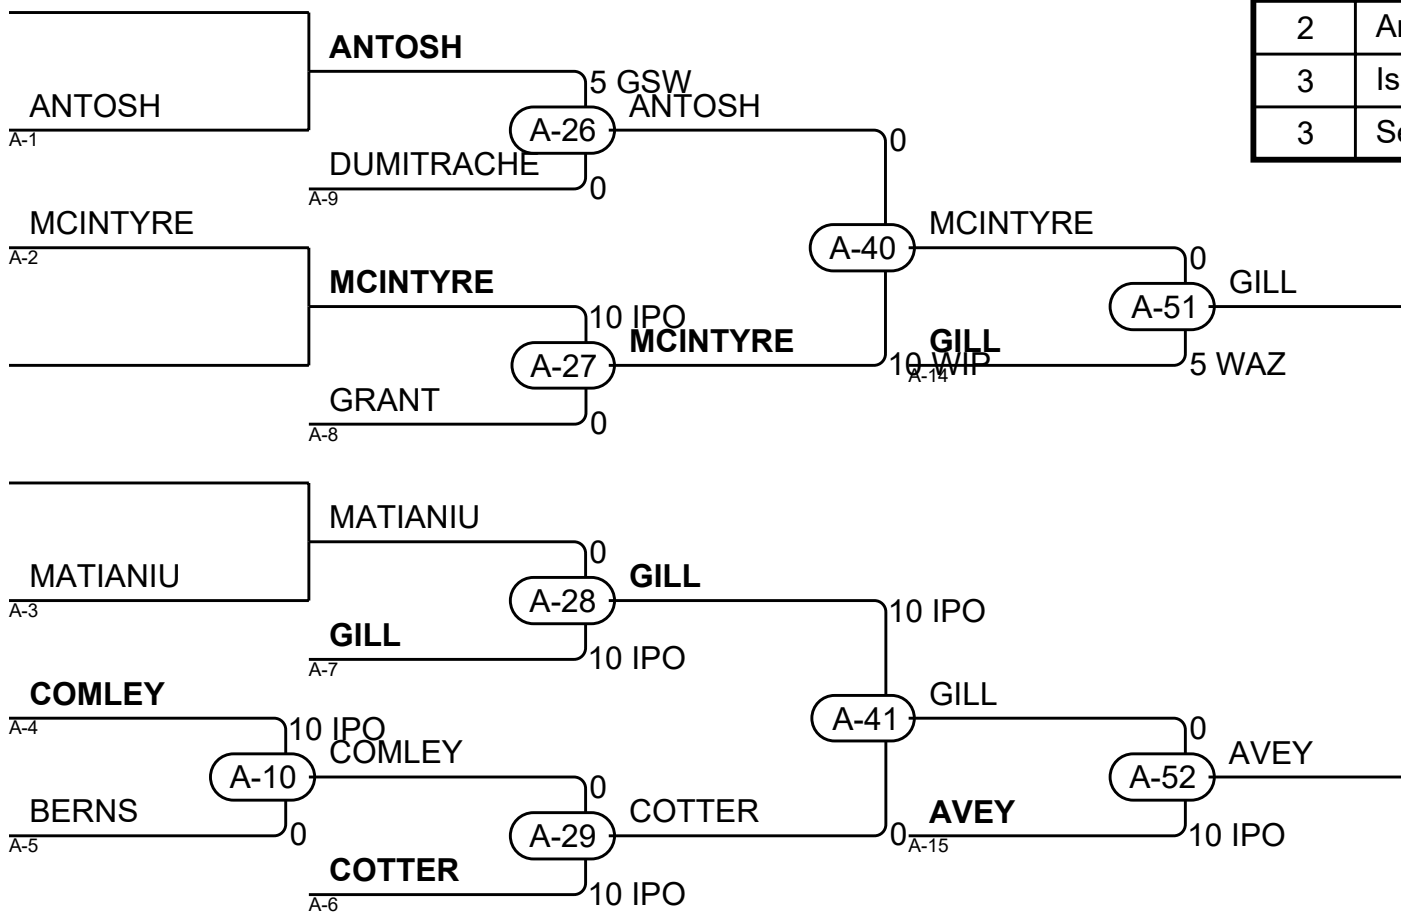 2
3
3
ANTOSH
5 GSW
ANTOSH
A-1
A-26
ANTOSH
0
DUMITRACHE
A-9
0
MCINTYRE
A-2
A-40
MCINTYRE
0
MCINTYRE
10 IPO
A-51
GILL
A-27
MCINTYRE
10 WIP
GILL
A-14
5 WAZ
GRANT
A-8
0
MATIANIU
0
MATIANIU
A-3
A-28
GILL
10 IPO
GILL
A-7
10 IPO
COMLEY
A-4
10 IPO
A-41
GILL
0
A-10
COMLEY
0
A-52
AVEY
BERNS
A-5
0
A-29
COTTER
0
AVEY
A-15
10 IPO
COTTER
A-6
10 IPO